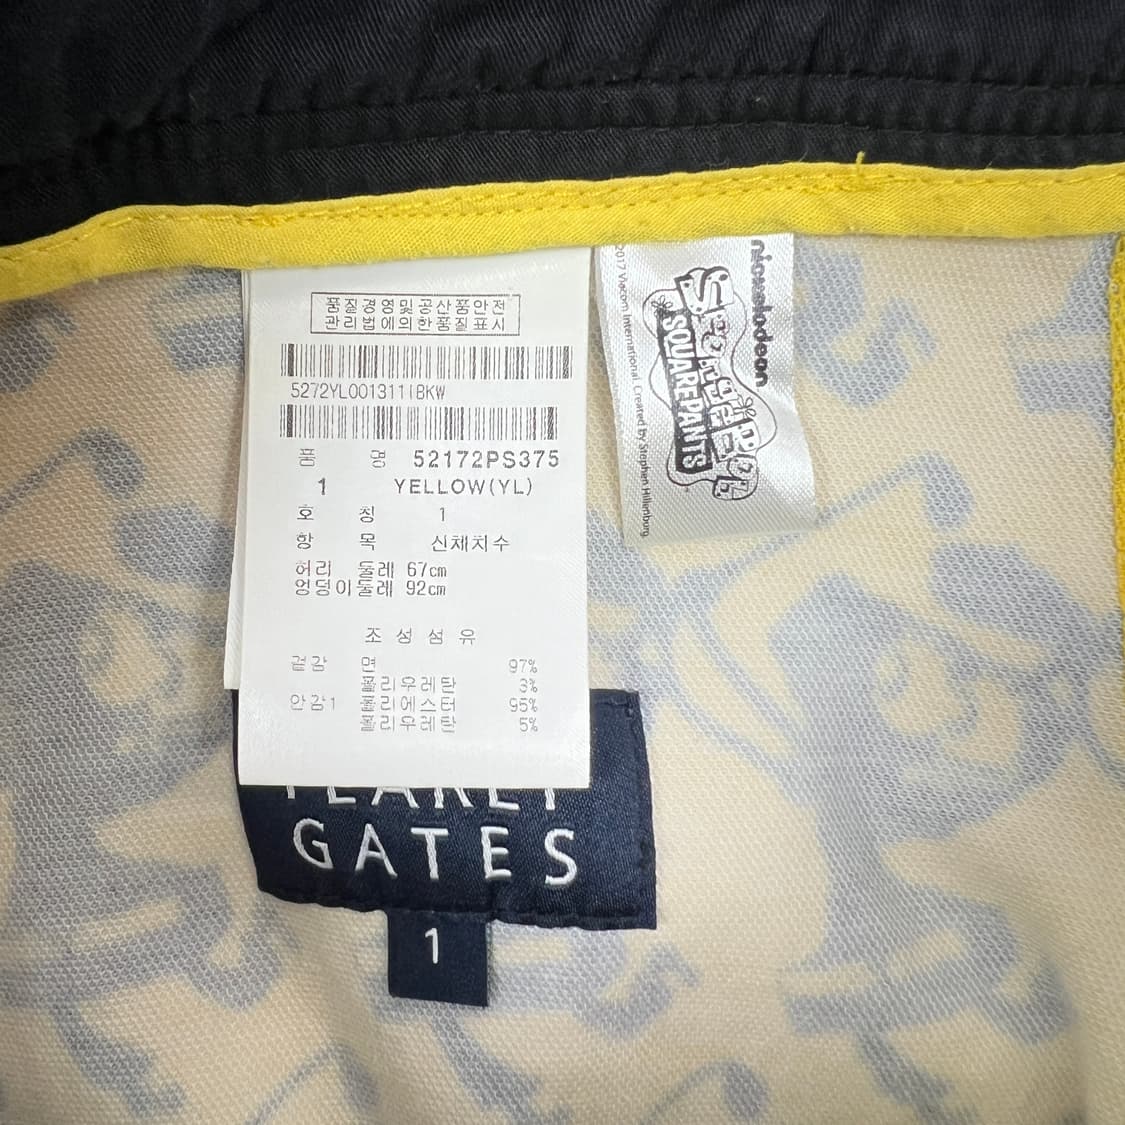 품질경영및공산품안전
관리법에의한품질표시
5272YL001311IBKW
품 명 52172PS375
1 YELLOW(YL)
호 칭 1
항 목 신체치수
허리 둘레 67cm
엉덩이둘레 92cm
조 성 섬 유
겉감 면 97%
폴리우레탄 3%
안감1 폴리에스터 95%
폴리우레탄 5%
GATES
1
nickelodeon
SpongeBob
SQUAREPANTS
2017 Viacom International. Created by Stephen Hillenburg